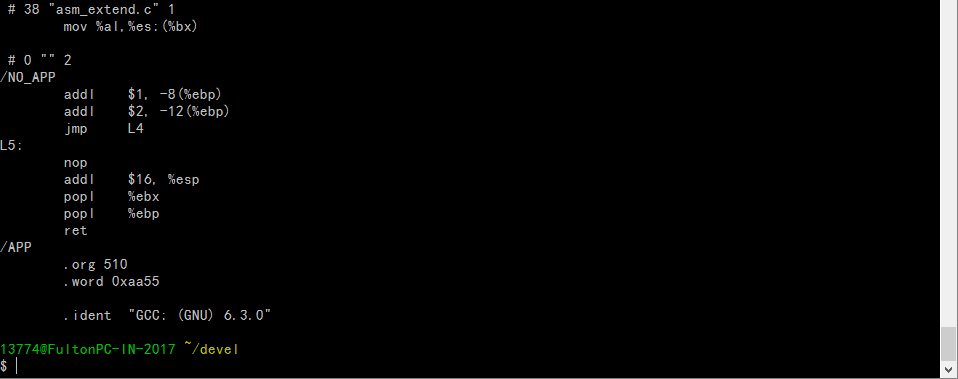 # 38 "asm_extend.c" 1
mov %al,%es:(%bx)
# 0 "" 2
/NO_APP
addl $1, -8(%ebp)
addl $2, -12(%ebp)
jmp L4
L5:
nop
addl $16, %esp
popl %ebx
popl %ebp
ret
/APP
.org 510
.word 0xaa55
.ident "GCC: (GNU) 6.3.0"
13774@FultonPC-IN-2017 ~/devel
$